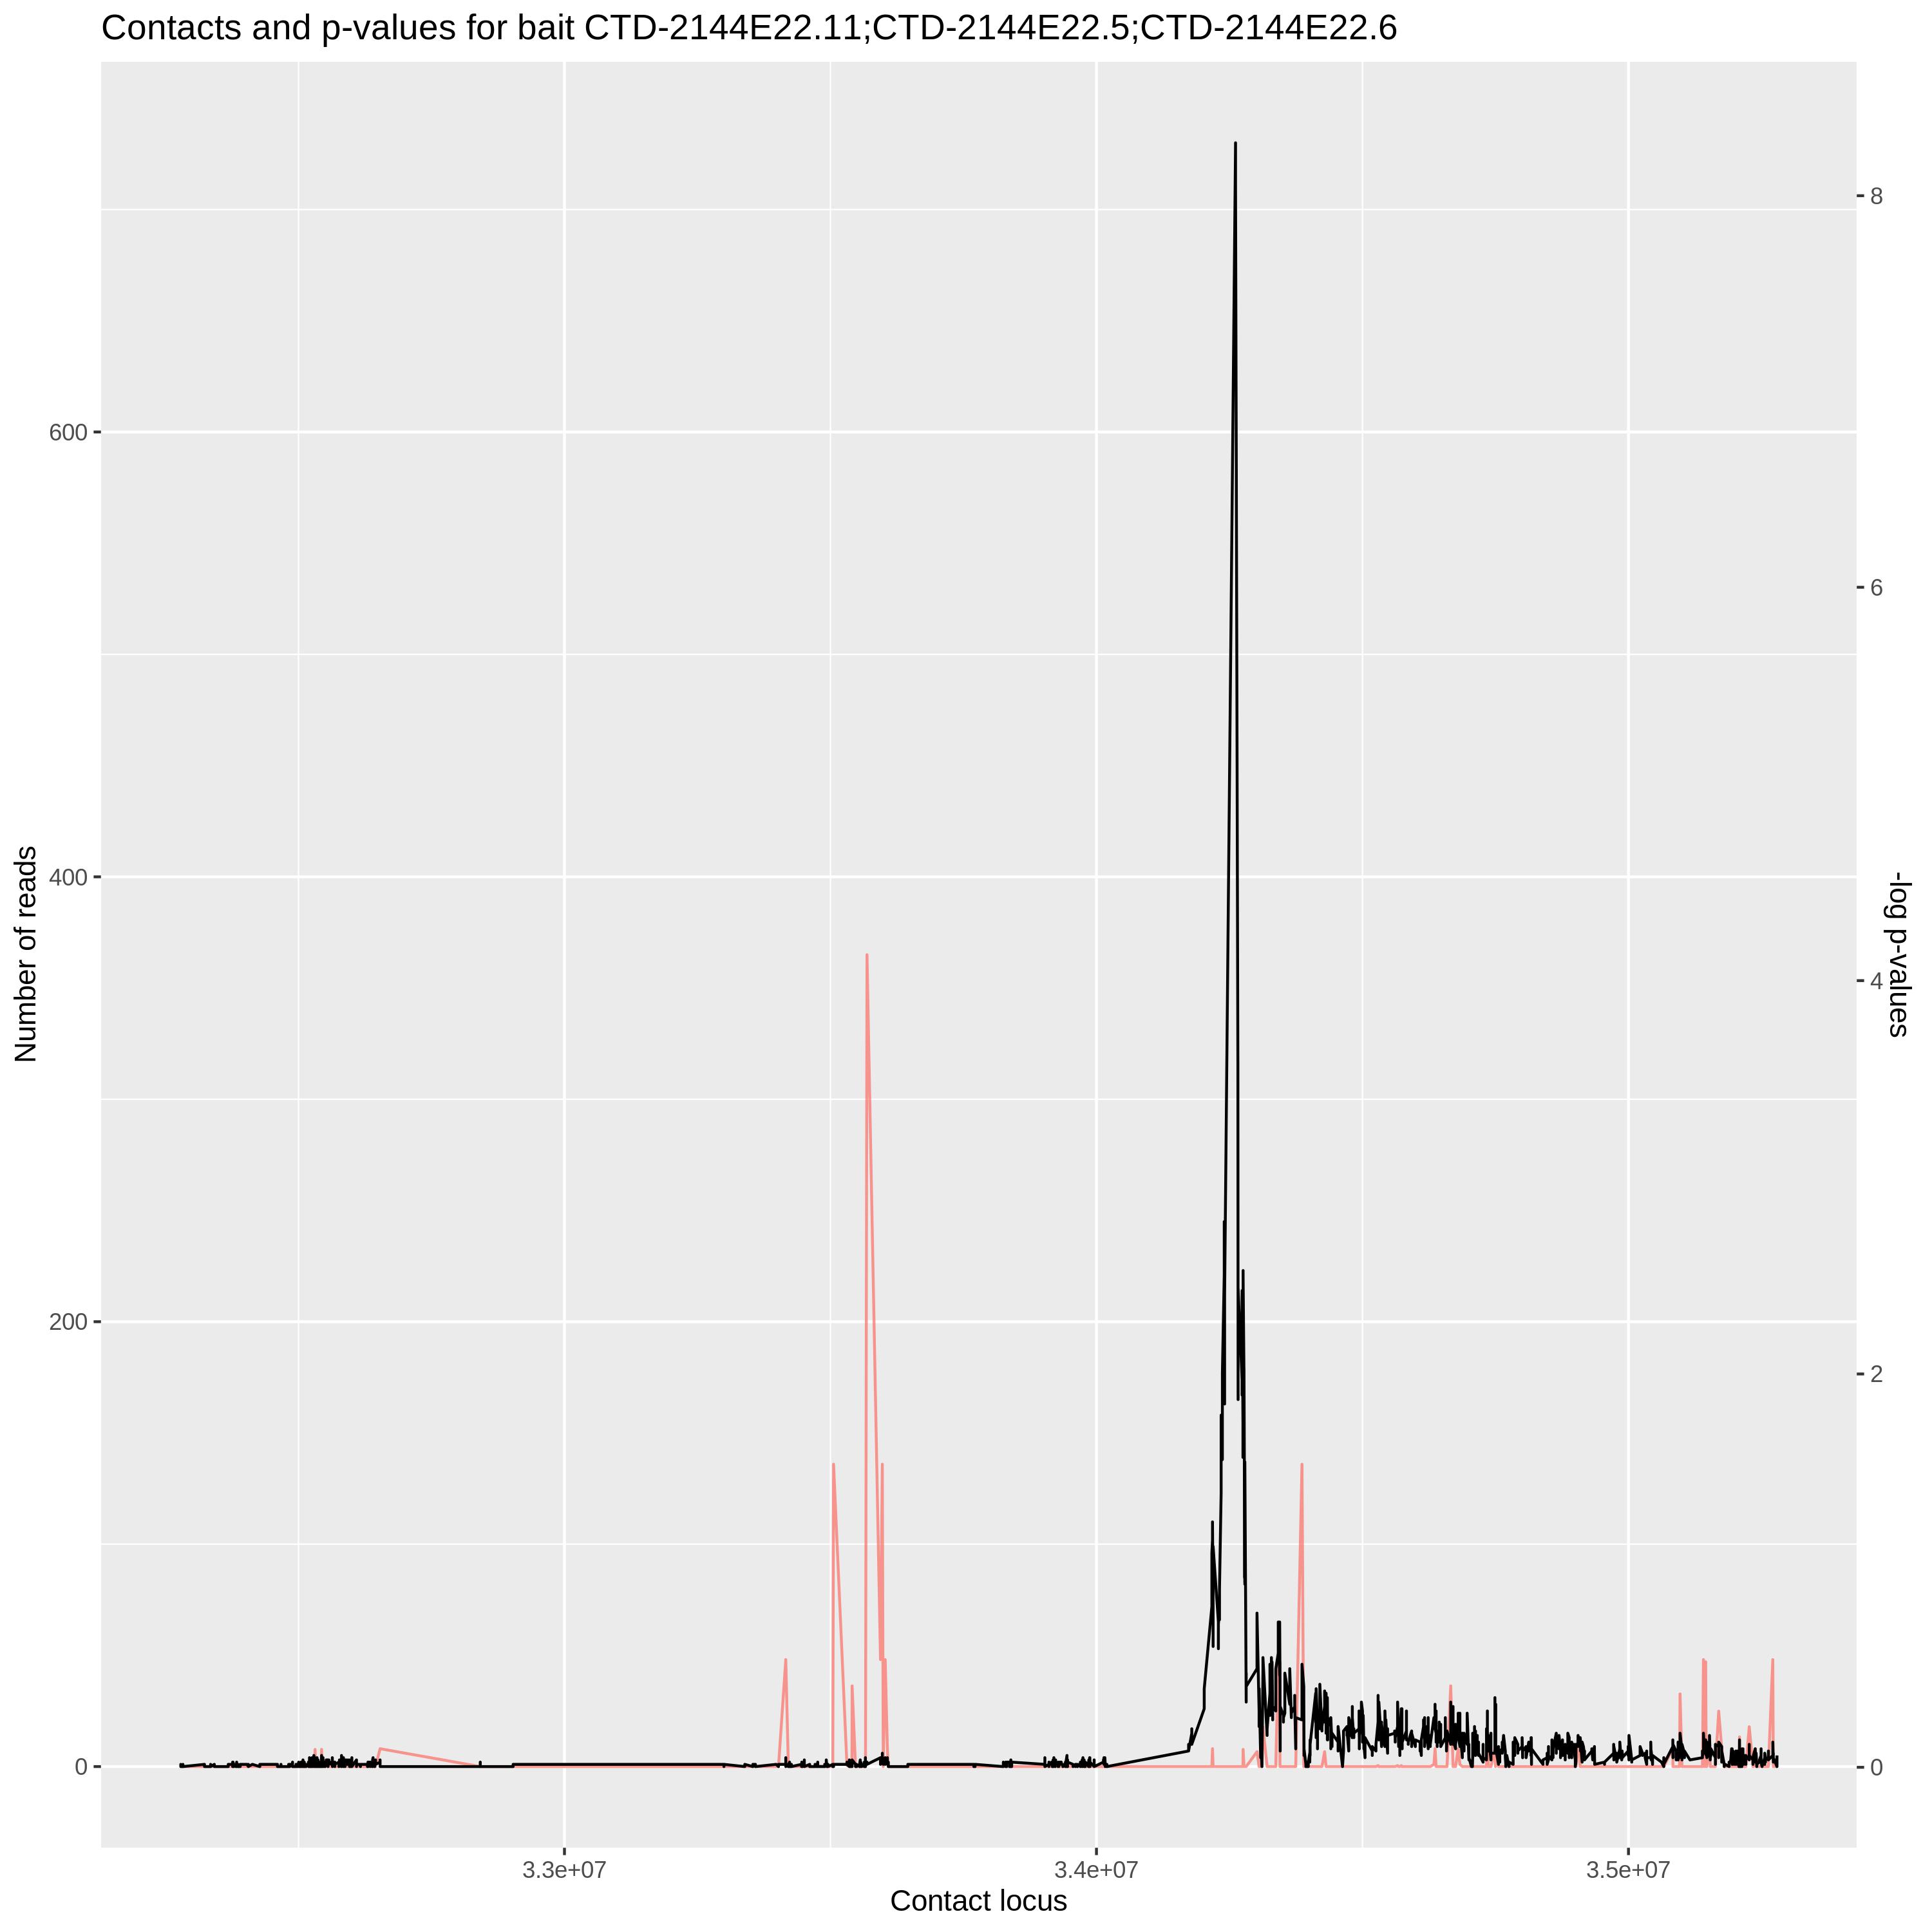 Contacts and p-values for bait CTD-2144E22.11;CTD-2144E22.5;CTD-2144E22.6
Number of reads
600
400
200
0
8
6
4
2
0
-log p-values
3.3e+07
3.4e+07
3.5e+07
Contact locus